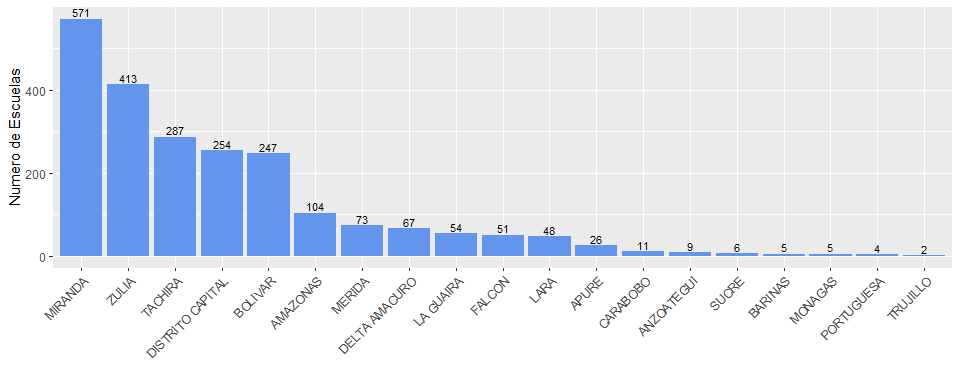 Numero de Escuelas
400
200
0
571
413
287
254
247
104
73
67
54
51
48
26
11
9
6
5
5
4
2
MIRANDA
ZULIA
TACHIRA
DISTRITO CAPITAL
BOLIVAR
AMAZONAS
MERIDA
DELTA AMACURO
LA GUAIRA
FALCON
LARA
APURE
CARABOBO
ANZOATEGUI
SUCRE
BARINAS
MONAGAS
PORTUGUESA
TRUJILLO